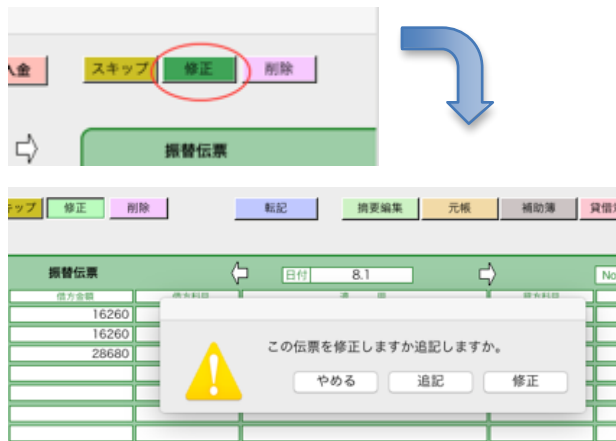 入金
スキップ
修正
削除
振替伝票
キップ
修正
削除
転記
摘要編集
元帳
補助簿
振替伝票
日付
8.1
No
借方金額
16260
16260
28680
この伝票を修正しますか追記しますか。
やめる
追記
修正